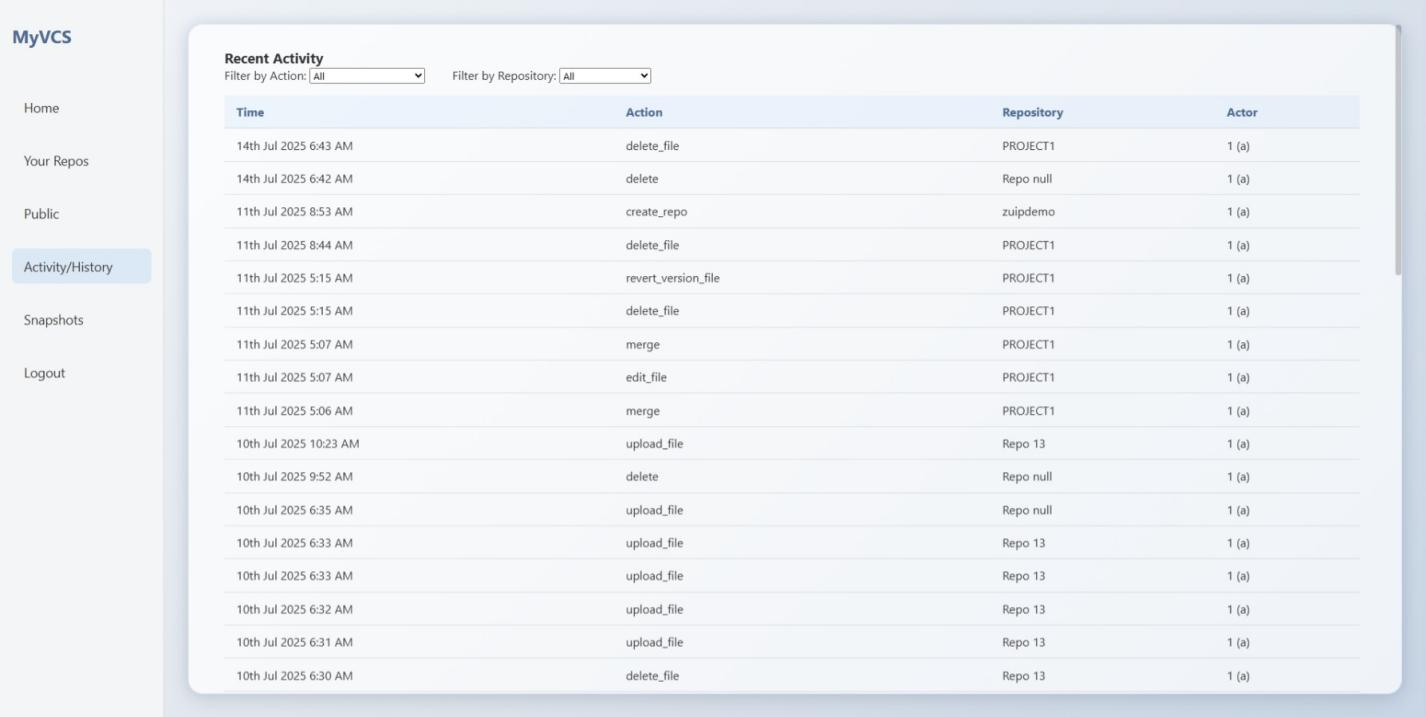 MyVCS
Home
Your Repos
Public
Activity/History
Snapshots
Logout
Recent Activity
Filter by Action: All Filter by Repository: All
Time Action Repository Actor
14th Jul 2025 6:43 AM delete_file PROJECT1 1 (a)
14th Jul 2025 6:42 AM delete Repo null 1 (a)
11th Jul 2025 8:53 AM create_repo zuipdemo 1 (a)
11th Jul 2025 8:44 AM delete_file PROJECT1 1 (a)
11th Jul 2025 5:15 AM revert_version_file PROJECT1 1 (a)
11th Jul 2025 5:15 AM delete_file PROJECT1 1 (a)
11th Jul 2025 5:07 AM merge PROJECT1 1 (a)
11th Jul 2025 5:07 AM edit_file PROJECT1 1 (a)
11th Jul 2025 5:06 AM merge PROJECT1 1 (a)
10th Jul 2025 10:23 AM upload_file Repo 13 1 (a)
10th Jul 2025 9:52 AM delete Repo null 1 (a)
10th Jul 2025 6:35 AM upload_file Repo null 1 (a)
10th Jul 2025 6:33 AM upload_file Repo 13 1 (a)
10th Jul 2025 6:33 AM upload_file Repo 13 1 (a)
10th Jul 2025 6:32 AM upload_file Repo 13 1 (a)
10th Jul 2025 6:31 AM upload_file Repo 13 1 (a)
10th Jul 2025 6:30 AM delete_file Repo 13 1 (a)